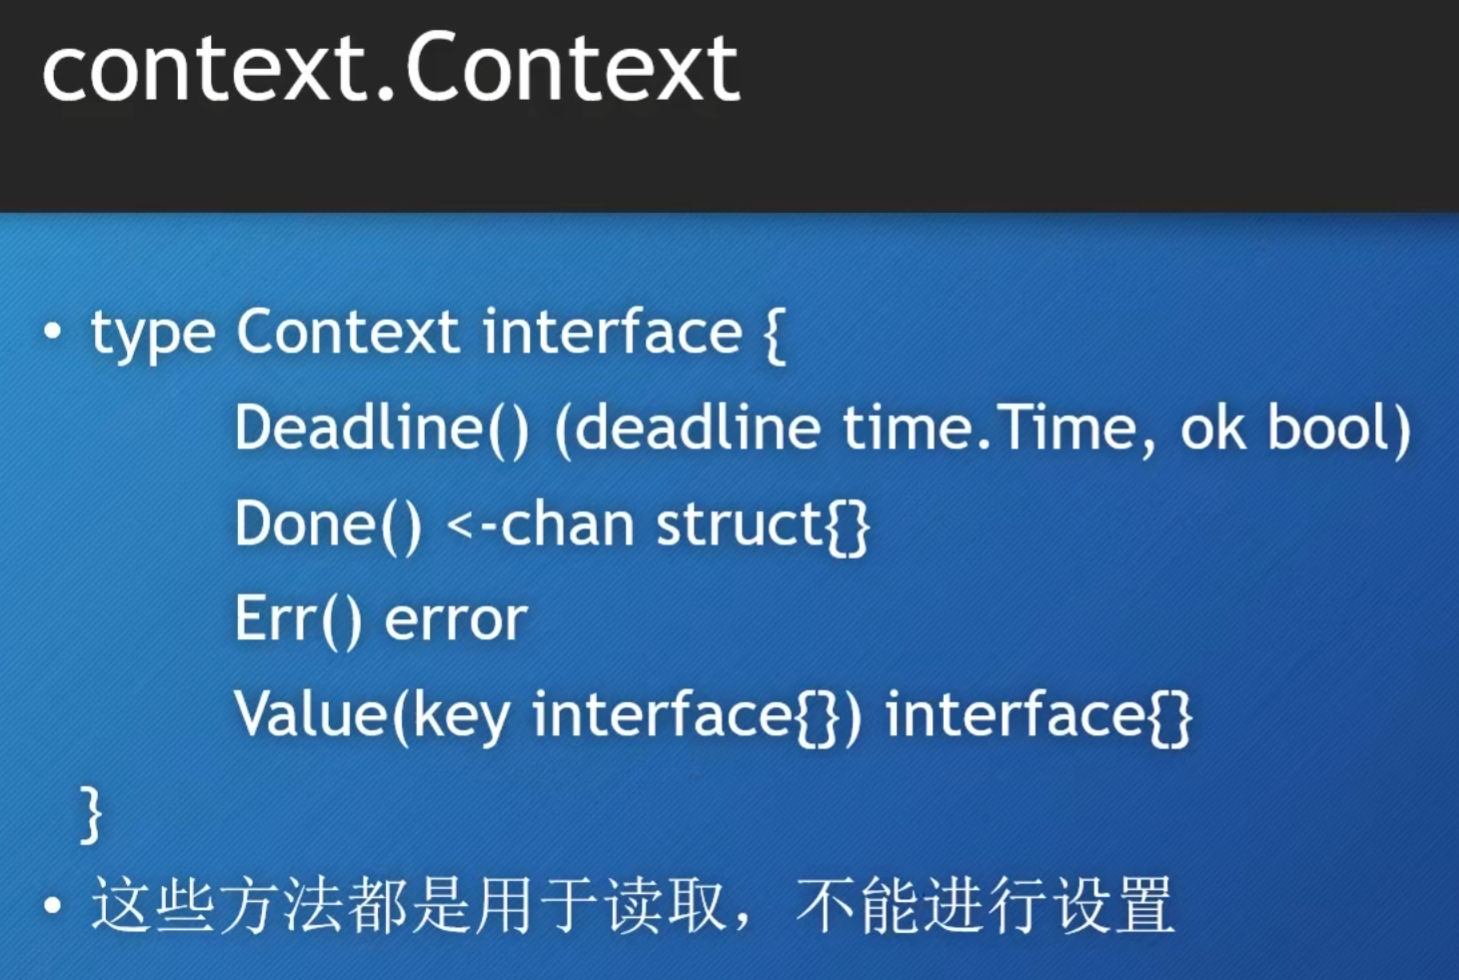 context.Context
• type Context interface {
Deadline() (deadline time.Time, ok bool)
Done() <-chan struct{}
Err() error
Value(key interface{}) interface{}
}
• 这些方法都是用于读取，不能进行设置